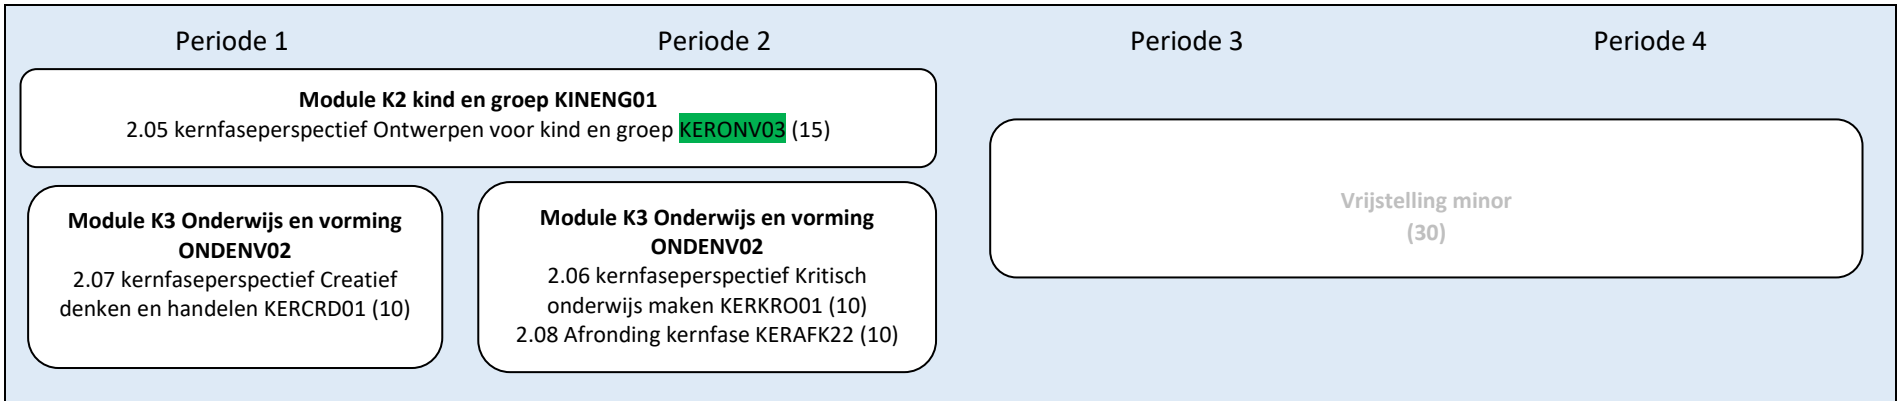 Periode 1
Periode 2
Periode 3
Periode 4
Module K2 kind en groep KINENG01
2.05 kernfaseperspectief Ontwerpen voor kind en groep KERONV03 (15)
Module K3 Onderwijs en vorming
ONDENV02
2.07 kernfaseperspectief Creatief
denken en handelen KERCRD01 (10)
Module K3 Onderwijs en vorming
ONDENV02
2.06 kernfaseperspectief Kritisch
onderwijs maken KERKRO01 (10)
2.08 Afronding kernfase KERAFK22 (10)
Vrijstelling minor
(30)